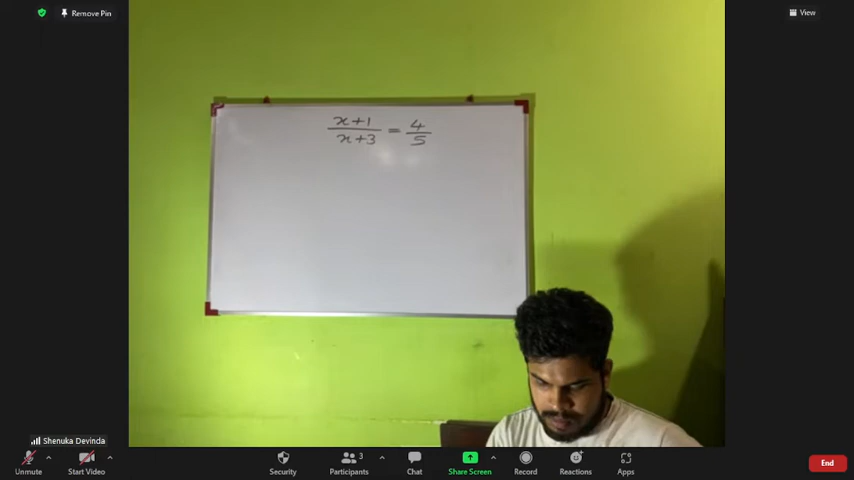 Remove Pin
View
x+1/x+3 = 4/5
Shenuka Devinda
Unmute
Start Video
Security
3
Participants
Chat
Share Screen
Record
Reactions
Apps
End